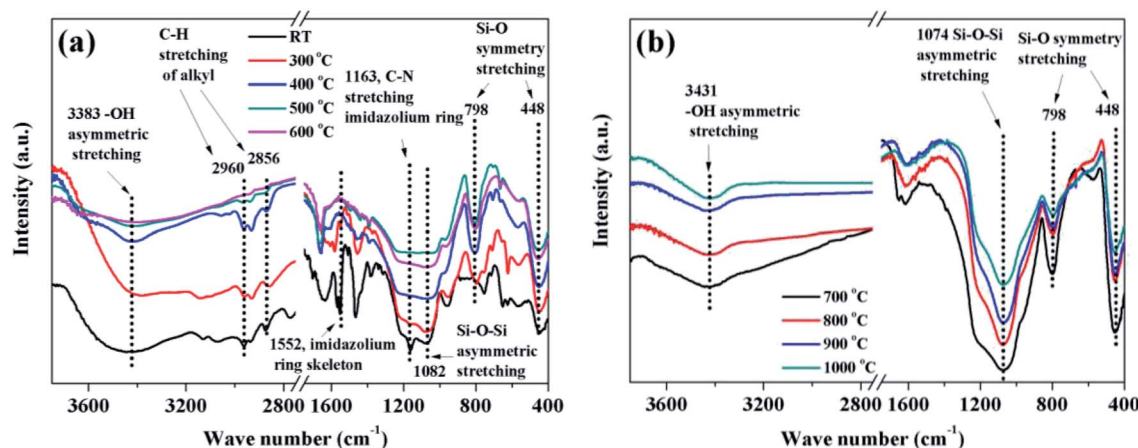 (a)
C-H
stretching
of alkyl
RT
300 °C
400 °C
500 °C
600 °C
Si-O
symmetry
stretching
1163, C-N
stretching
imidazolium ring
798
448
3383 -OH
asymmetric
stretching
2960
2856
1552, imidazolium
ring skeleton
1082
Si-O-Si
asymmetric
stretching
Intensity (a.u.)
3600
3200
2800
1600
1200
800
400
Wave number (cm-1)
(b)
1074 Si-O-Si
asymmetric
stretching
Si-O symmetry
stretching
798
448
3431
-OH asymmetric
stretching
700 °C
800 °C
900 °C
1000 °C
Intensity (a.u.)
3600
3200
2800
1600
1200
800
400
Wave number (cm-1)